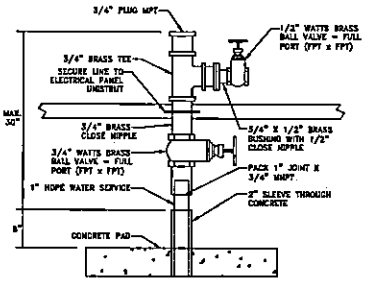 3/4" PLUG MPT
1/2" WATTS BRASS
BALL VALVE - FULL
PORT (FPT x FPT)
3/4" BRASS TEE
SECURE LINE TO
ELECTRICAL PANEL
UNISTRUT
MAX.
30"
3/4" BRASS
CLOSE NIPPLE
3/4" X 1/2" BRASS
BUSHING WITH 1/2"
CLOSE NIPPLE
3/4" WATTS BRASS
BALL VALVE - FULL
PORT (FPT x FPT)
PACK 1" JOINT X
3/4" MNPT
1" HDPE WATER SERVICE
2" SLEEVE THROUGH
CONCRETE
CONCRETE PAD